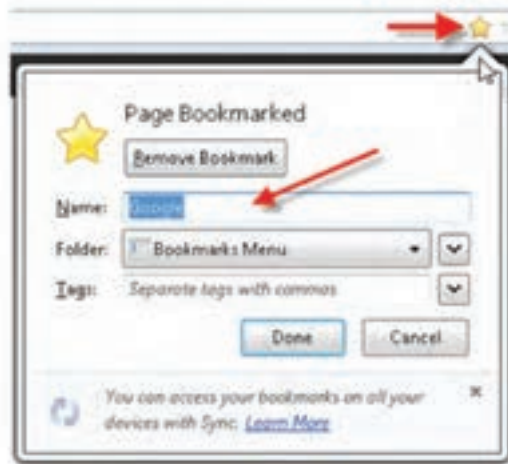 Page Bookmarked
Remove Bookmark
Name: Google
Folder: Bookmarks Menu
Tags: Separate tags with commas
Done Cancel
You can access your bookmarks on all your
devices with Sync. Learn More